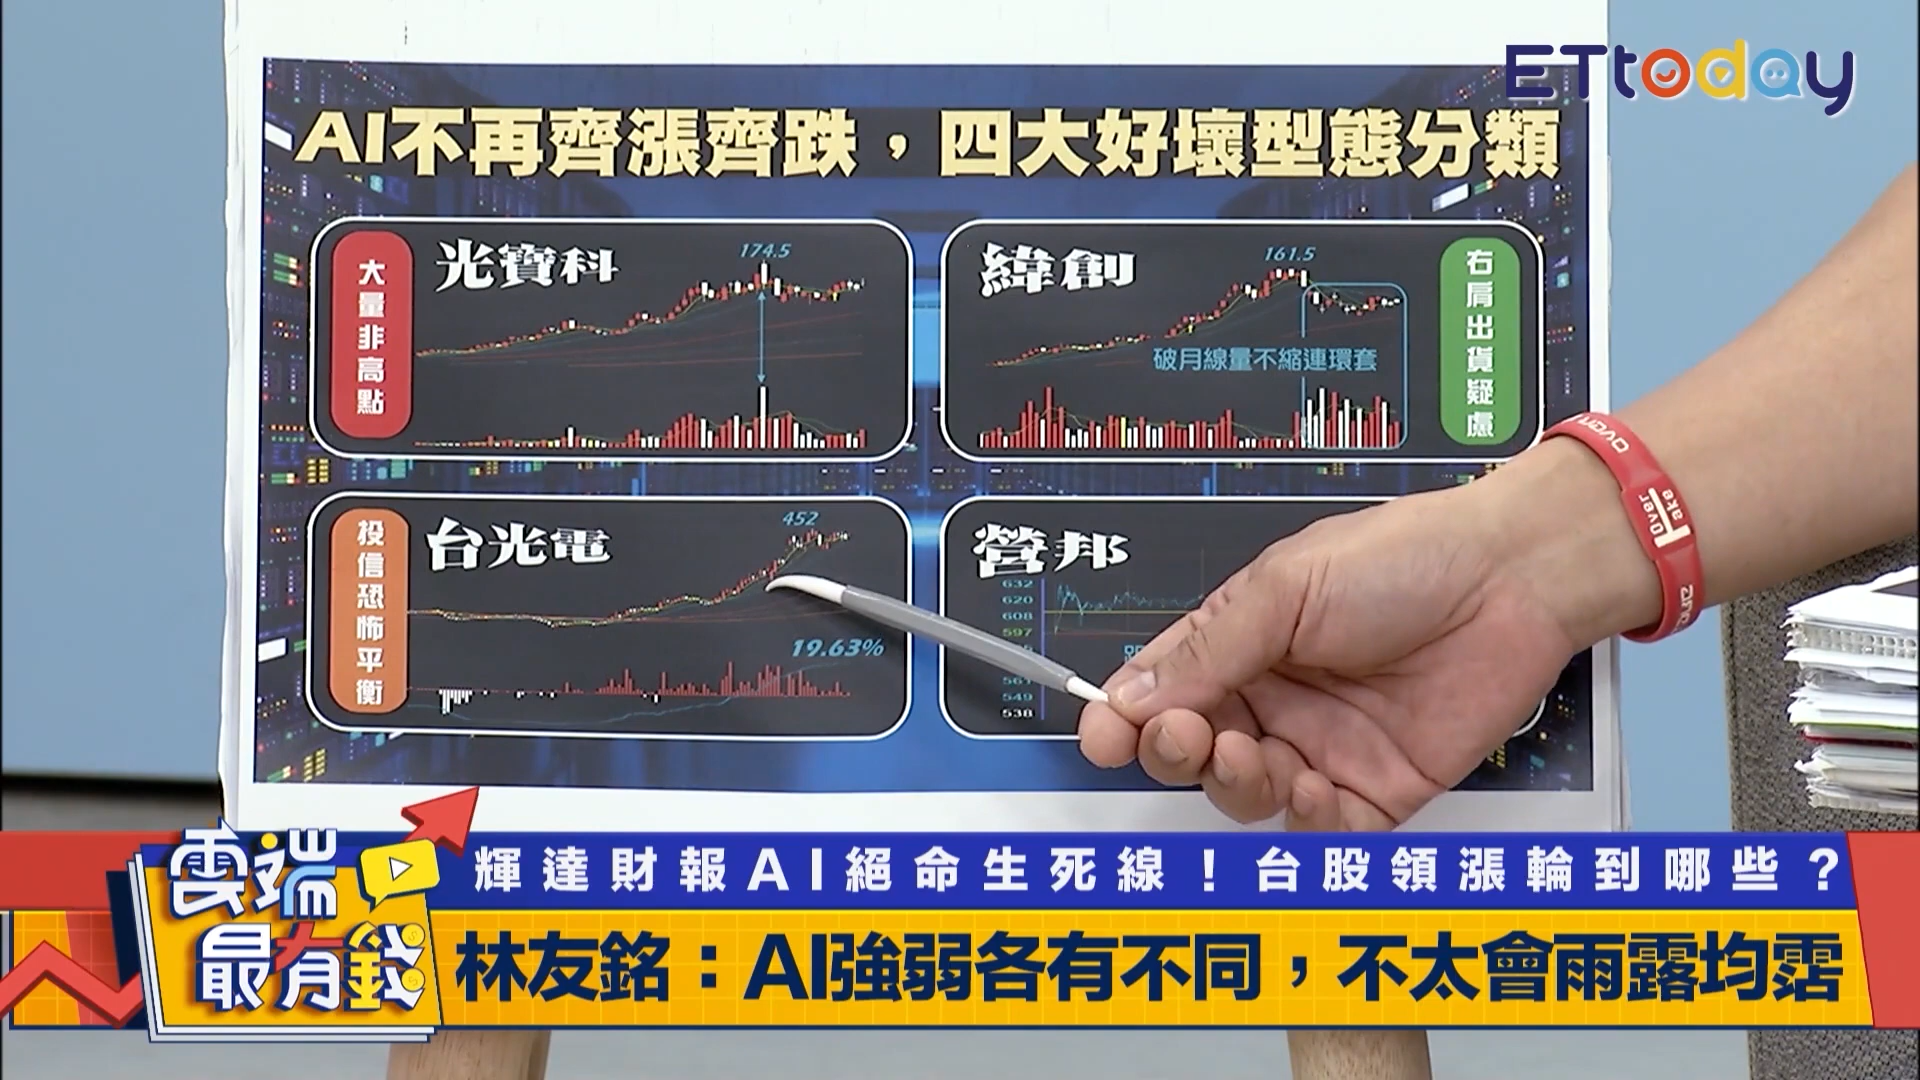 ETtoday
AI不再齊漲齊跌，四大好壞型態分類
大量非高點
光寶科
174.5
緯創
161.5
破月線量不縮連環套
右肩出貨疑慮
投信恐怖平衡
台光電
452
19.63%
營邦
632
620
608
597
561
549
538
Over
ake
雲端最有錢
輝達財報AI絕命生死線！台股領漲輪到哪些？
林友銘：AI強弱各有不同，不太會雨露均霑